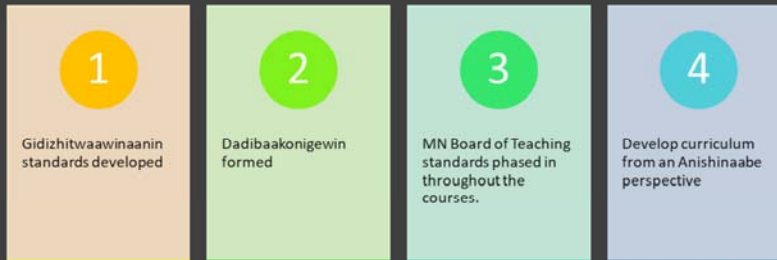 1
Gidizhitwaawinaanin
standards developed
2
Dadibaakonigewin
formed
3
MN Board of Teaching
standards phased in
throughout the
courses.
4
Develop curriculum
from an Anishinaabe
perspective